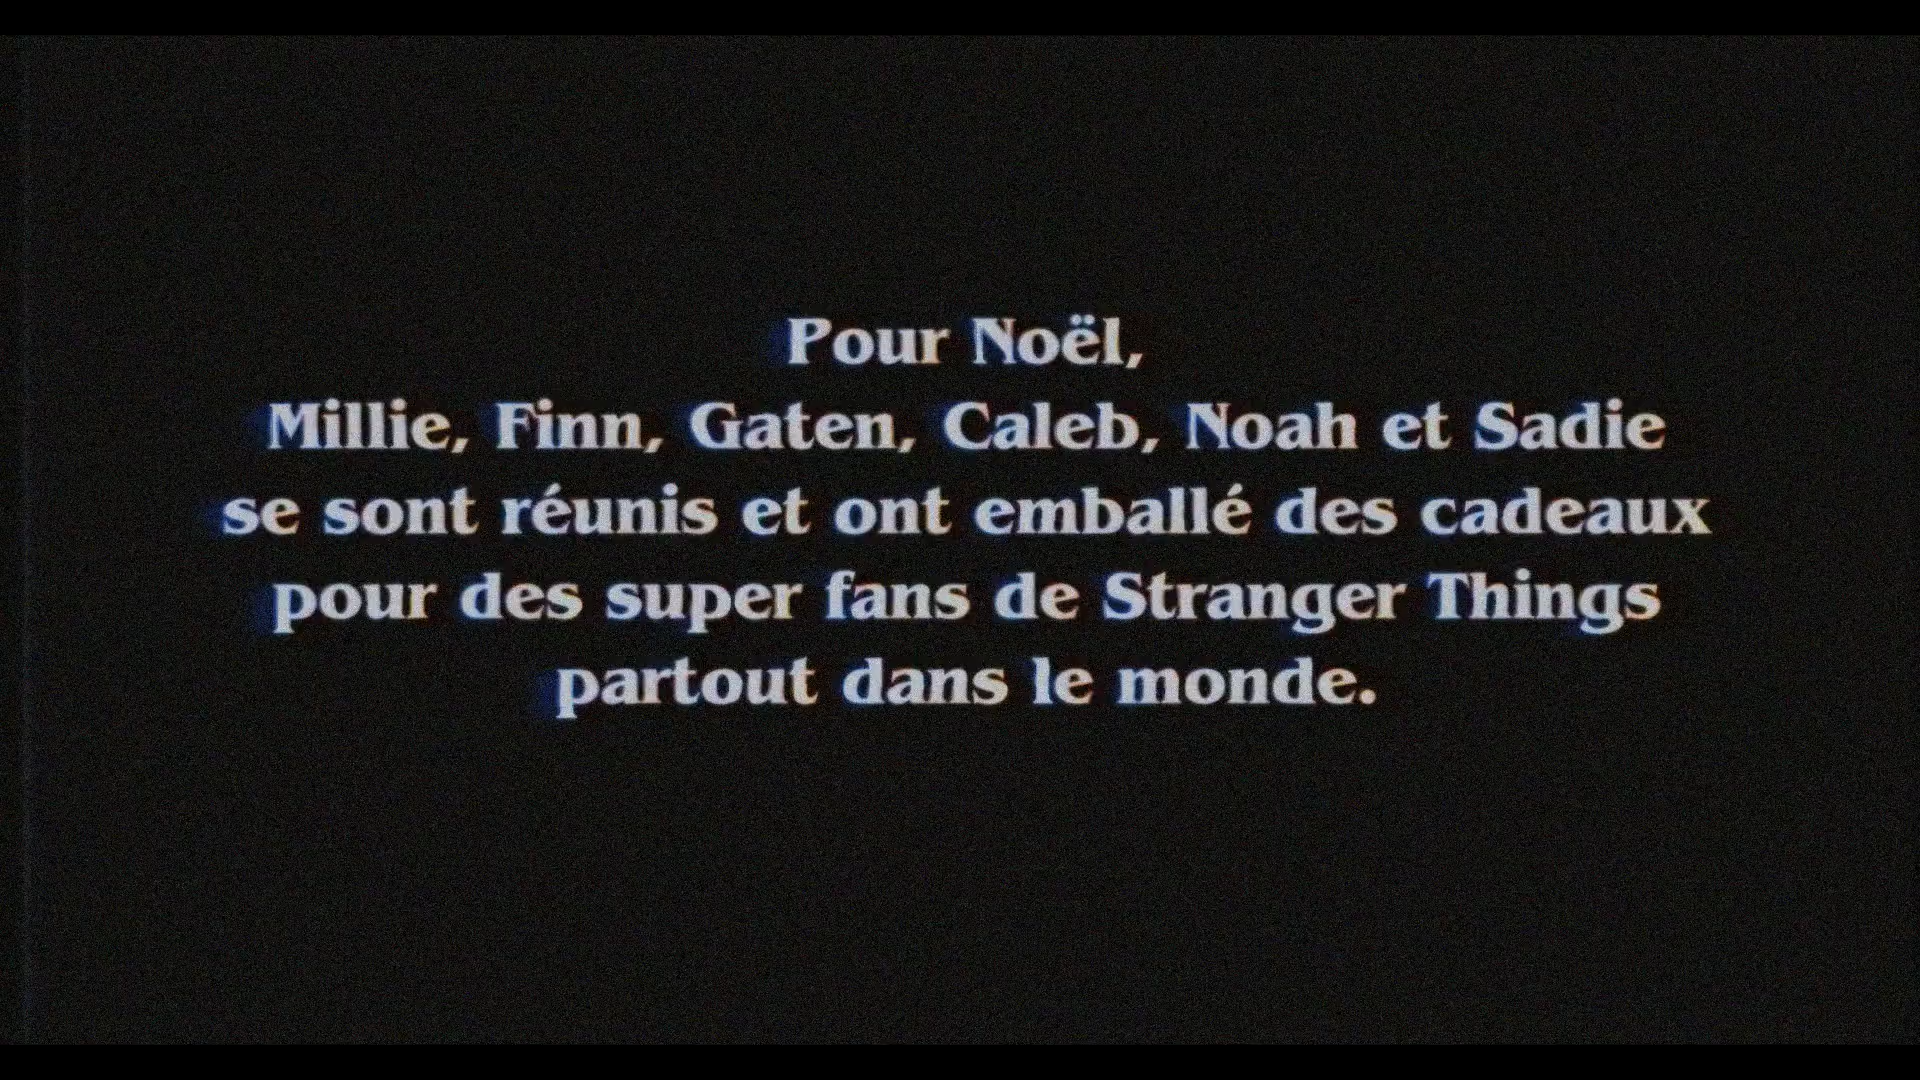 Pour Noël,
Millie, Finn, Gaten, Caleb, Noah et Sadie
se sont réunis et ont emballé des cadeaux
pour des super fans de Stranger Things
partout dans le monde.